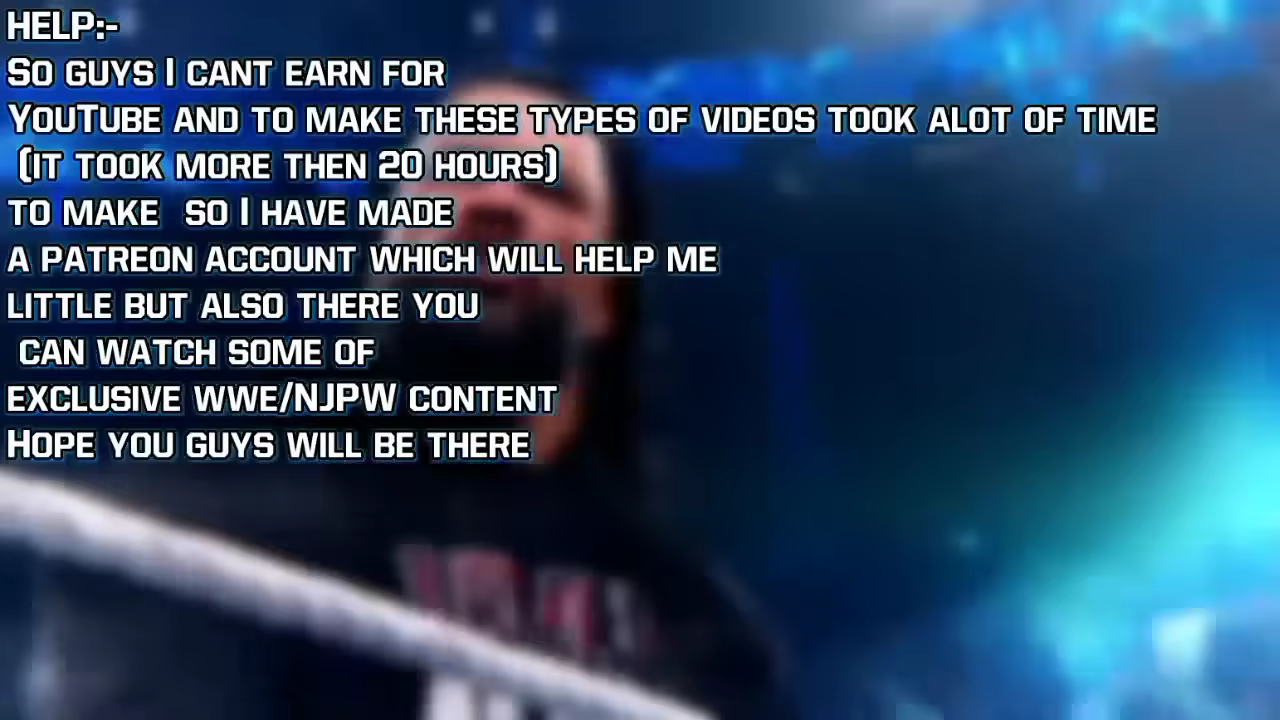 HELP:-
SO GUYS I CANT EARN FOR
YOUTUBE AND TO MAKE THESE TYPES OF VIDEOS TOOK ALOT OF TIME
(IT TOOK MORE THEN 20 HOURS)
TO MAKE SO I HAVE MADE
A PATREON ACCOUNT WHICH WILL HELP ME
LITTLE BUT ALSO THERE YOU
CAN WATCH SOME OF
EXCLUSIVE WWE/NJPW CONTENT
HOPE YOU GUYS WILL BE THERE